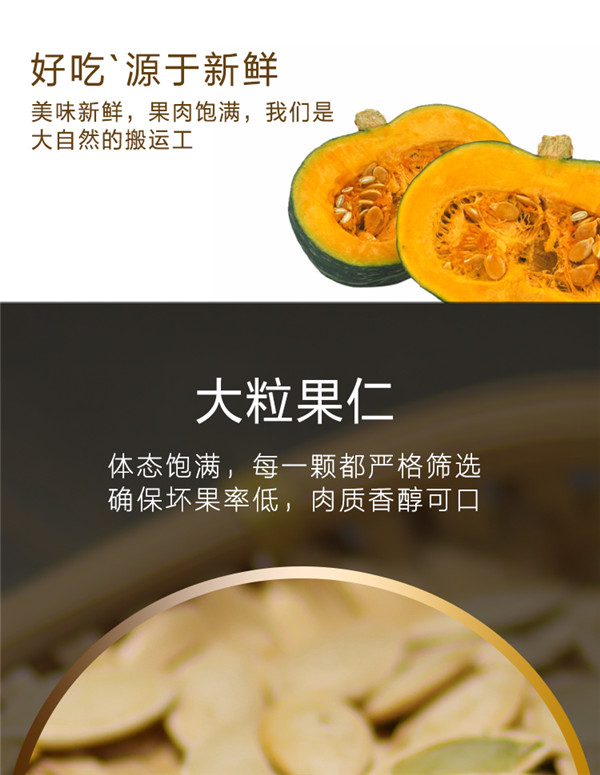 好吃`源于新鲜
美味新鲜，果肉饱满，我们是
大自然的搬运工
大粒果仁
体态饱满，每一颗都严格筛选
确保坏果率低，肉质香醇可口